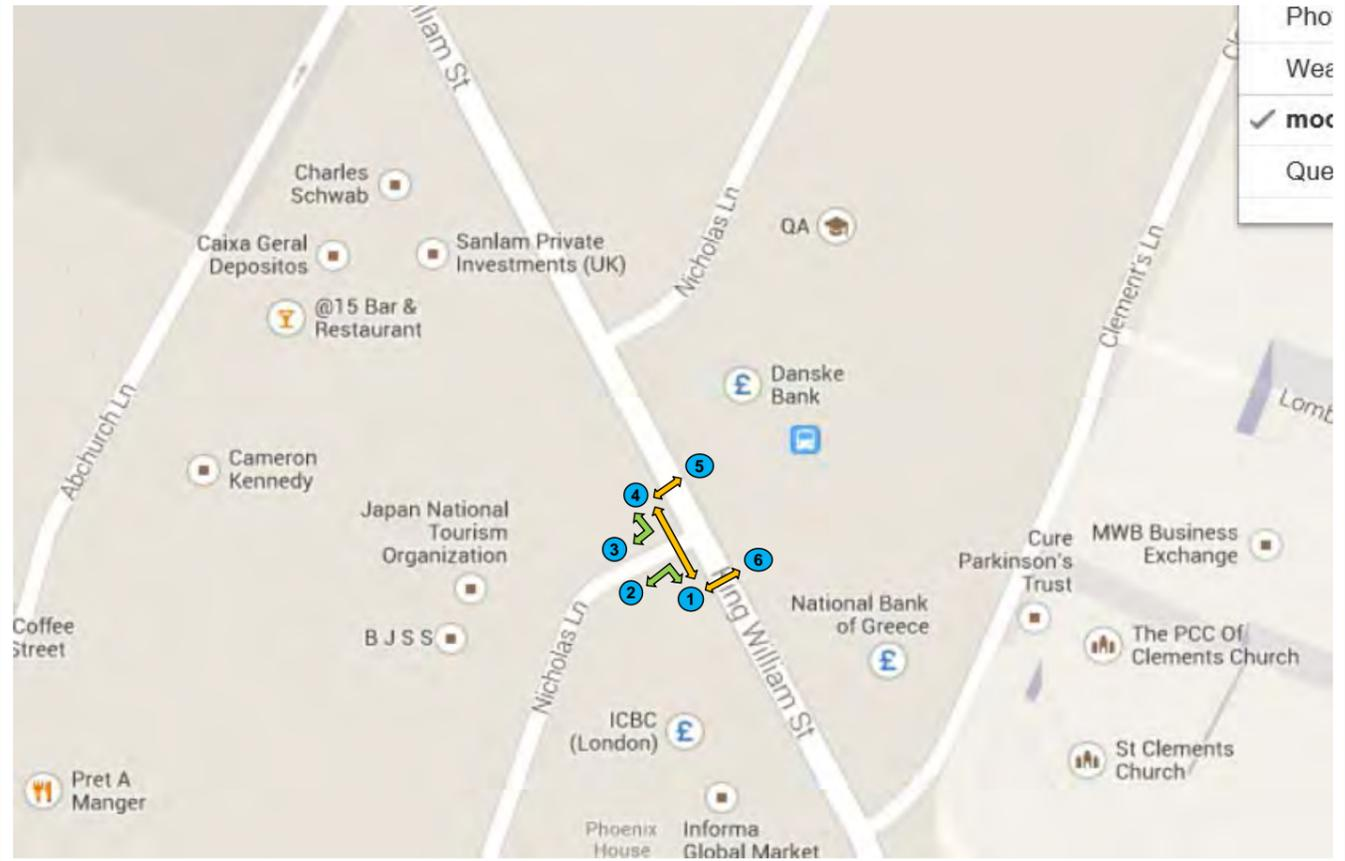 Pho
Wea
moc
Que
lliam St
Charles
Schwab
Caixa Geral
Depositos
Sanlam Private
Investments (UK)
@15 Bar &
Restaurant
Nicholas Ln
QA
Clement's Ln
Danske
Bank
Lomb
Abchurch Ln
Cameron
Kennedy
5
4
Japan National
Tourism
Organization
3
6
2
1
Cure
Parkinson's
Trust
MWB Business
Exchange
King William St
National Bank
of Greece
Coffee
Street
B J S S
Nicholas Ln
The PCC Of
Clements Church
ICBC
(London)
St Clements
Church
Pret A
Manger
Phoenix
House
Informa
Global Market